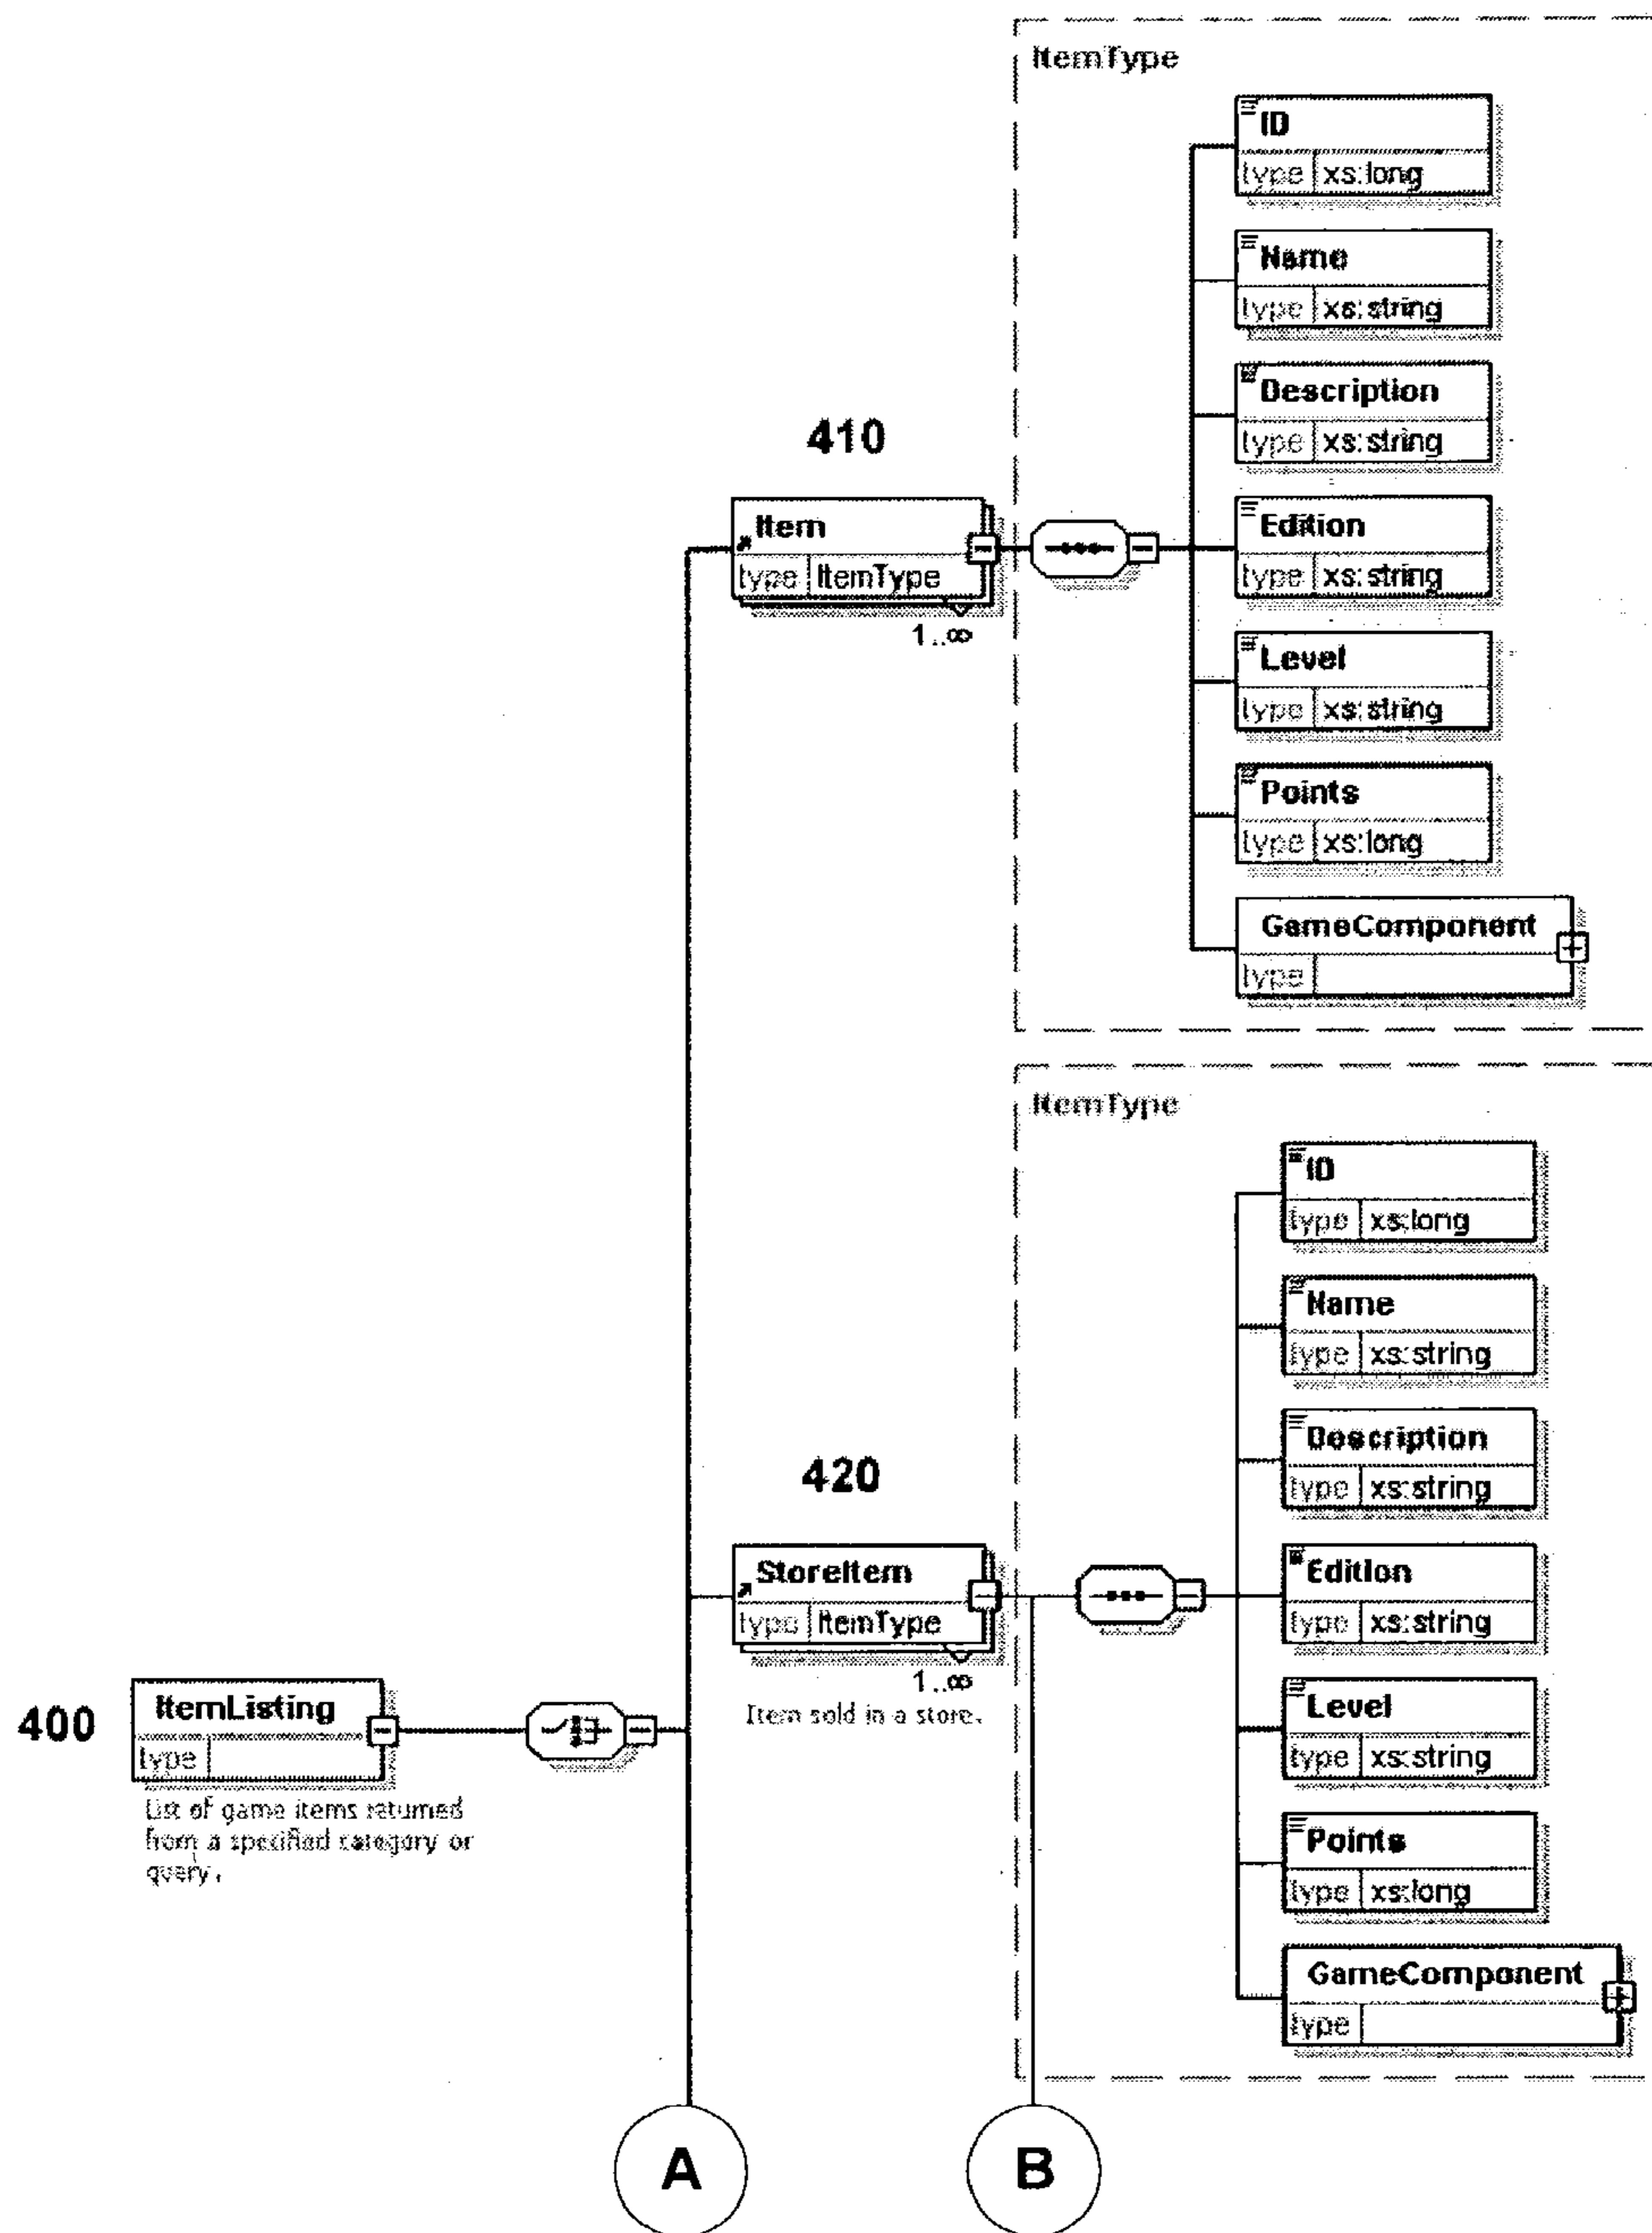 ItemType
ID
type xs:long
Name
type xs:string
Description
type xs:string
410
Item
type ItemType
1..∞
Edition
type xs:string
Level
type xs:string
Points
type xs:long
GameComponent
type
ItemType
ID
type xs:long
Name
type xs:string
Description
type xs:string
420
StoreItem
type ItemType
1..∞
Item sold in a store.
Edition
type xs:string
Level
type xs:string
400
ItemListing
type
List of game items returned
from a specified category or
query.
Points
type xs:long
GameComponent
type
A
B